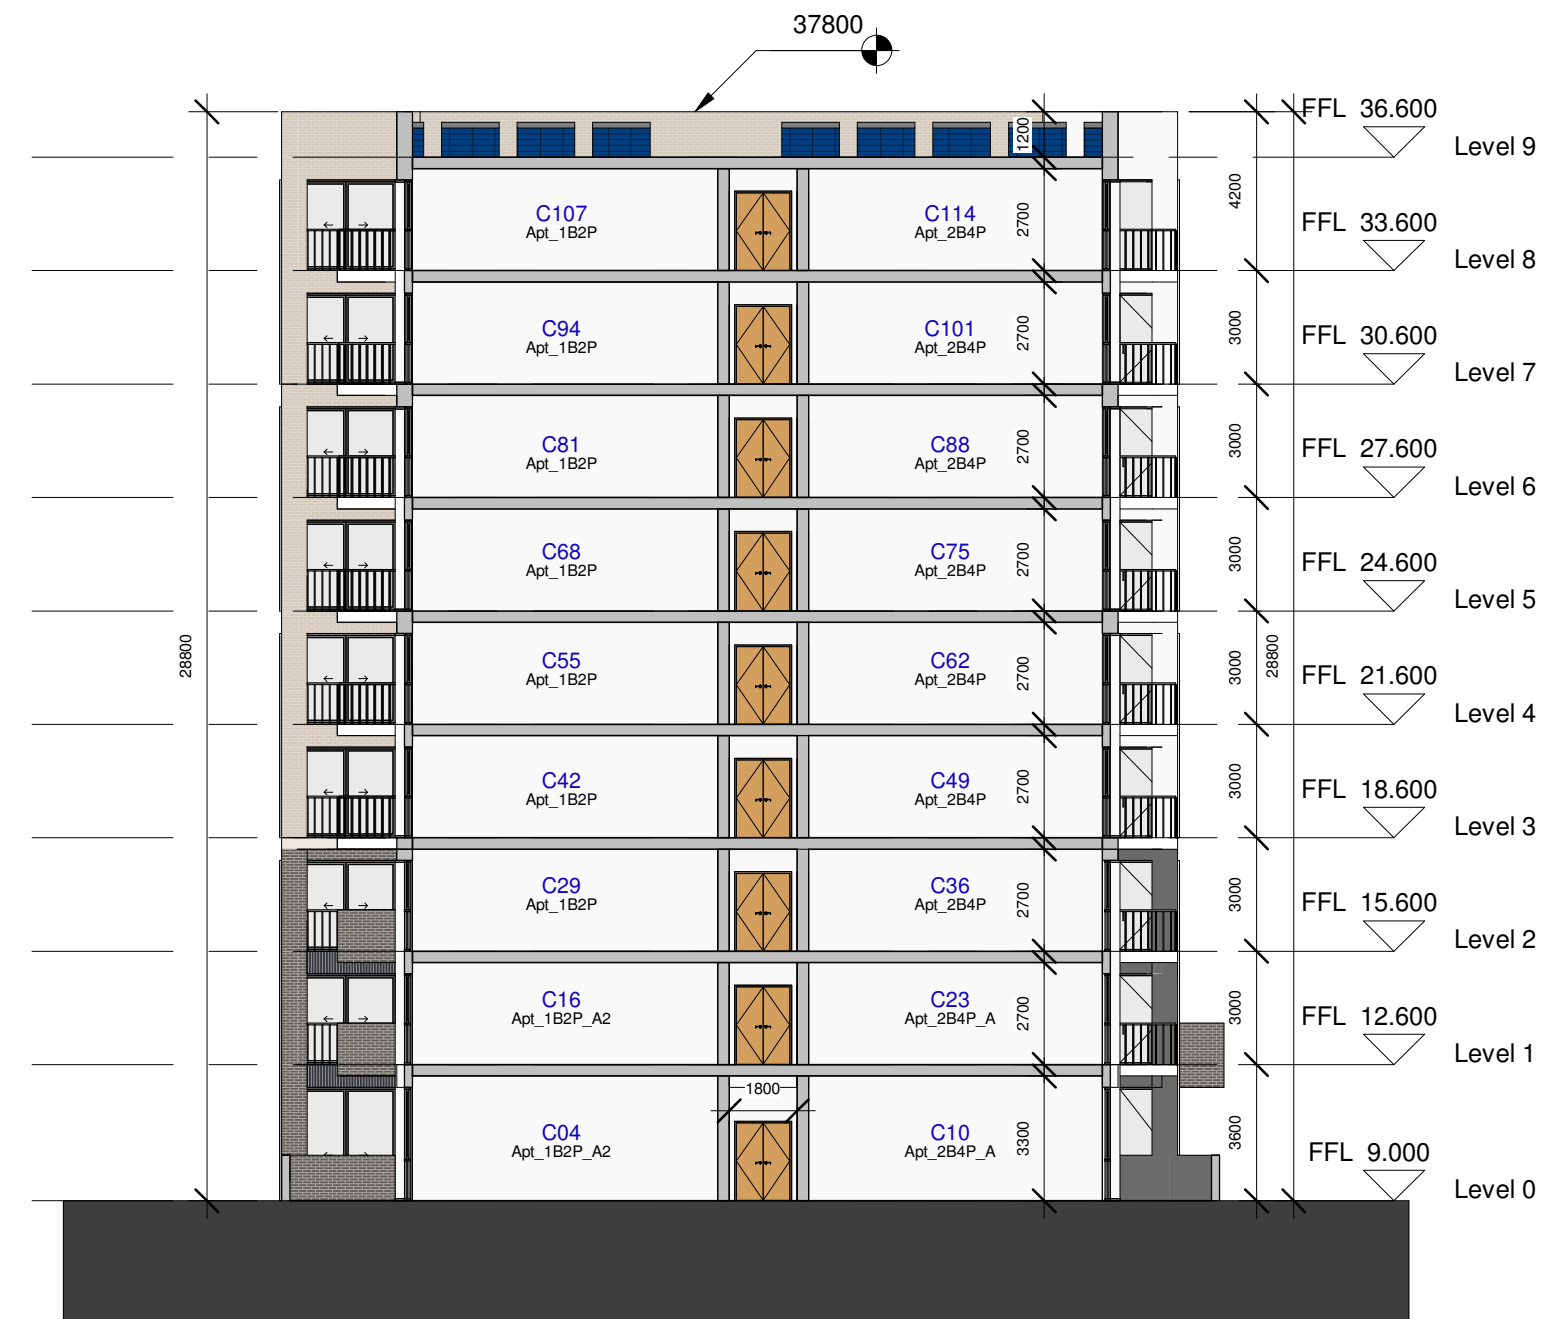 37800
FFL 36.600
1200
Level 9
4200
C107
Apt_1B2P
C114
Apt_2B4P
2700
FFL 33.600
Level 8
C94
Apt_1B2P
C101
Apt_2B4P
2700
3000
FFL 30.600
Level 7
C81
Apt_1B2P
C88
Apt_2B4P
2700
3000
FFL 27.600
Level 6
C68
Apt_1B2P
C75
Apt_2B4P
2700
3000
FFL 24.600
Level 5
28800
C55
Apt_1B2P
C62
Apt_2B4P
2700
3000
28800
FFL 21.600
Level 4
C42
Apt_1B2P
C49
Apt_2B4P
2700
3000
FFL 18.600
Level 3
C29
Apt_1B2P
C36
Apt_2B4P
2700
3000
FFL 15.600
Level 2
C16
Apt_1B2P_A2
C23
Apt_2B4P_A
2700
3000
FFL 12.600
Level 1
1800
C04
Apt_1B2P_A2
C10
Apt_2B4P_A
3300
3600
FFL 9.000
Level 0